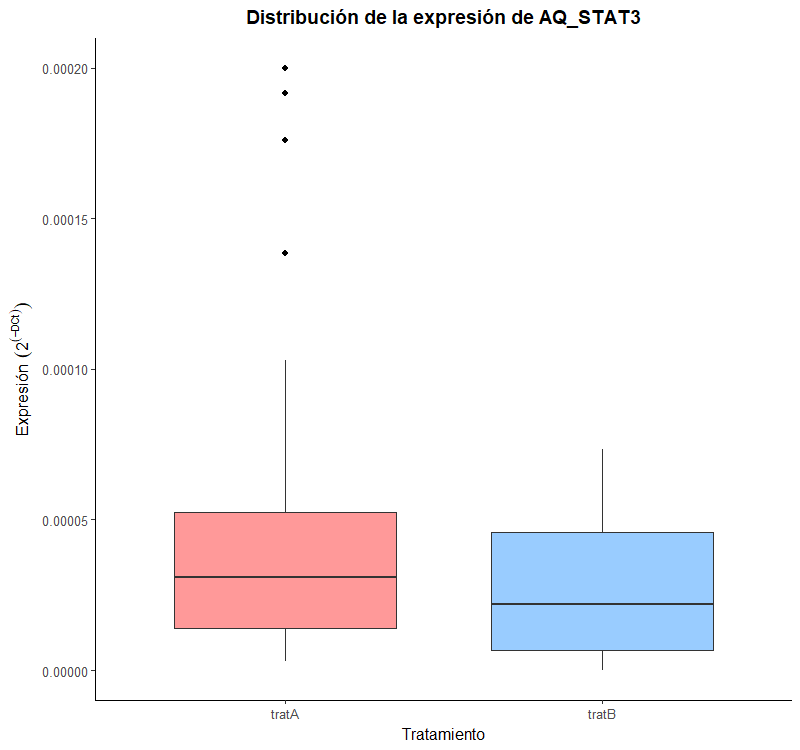 Distribución de la expresión de AQ_STAT3
0.00020
0.00015
0.00010
0.00005
0.00000
Expresión (2^(-DCt))
tratA
tratB
Tratamiento